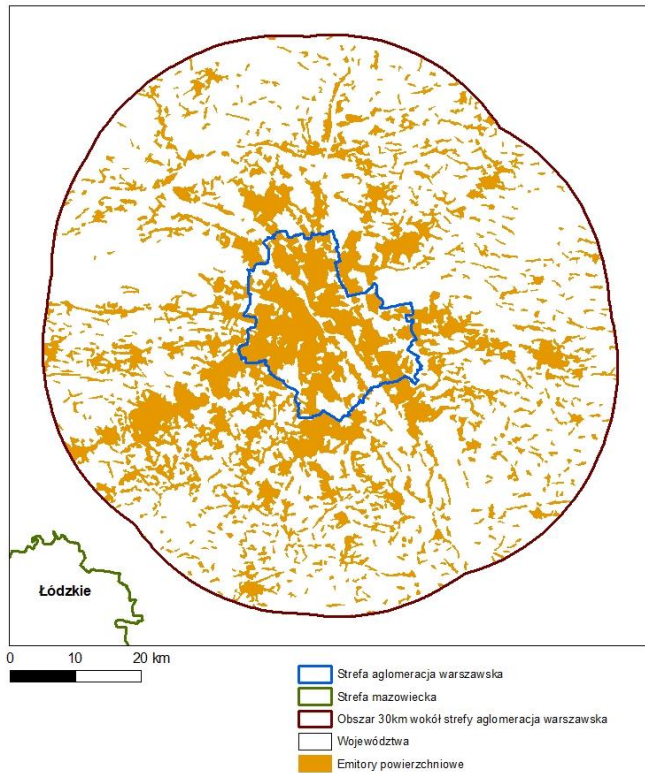 Łódzkie
0 10 20 km
Strefa aglomeracja warszawska
Strefa mazowiecka
Obszar 30km wokół strefy aglomeracja warszawska
Województwa
Emitory powierzchniowe